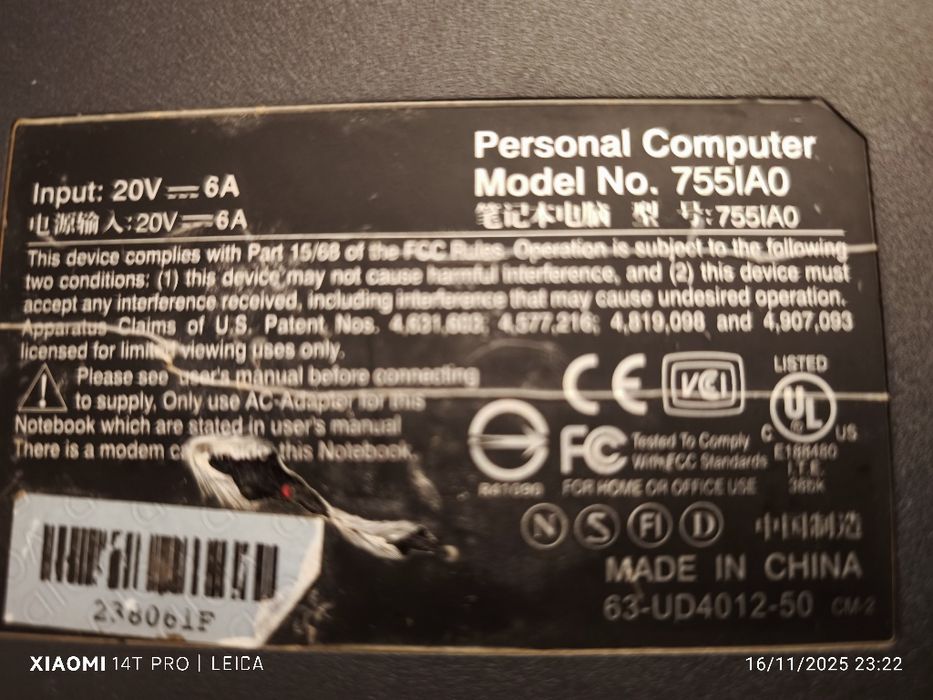 Personal Computer
Model No. 755IA0
笔记本电脑 型 号:755IA0
Input: 20V 6A
电源输入:20V 6A
This device complies with Part 15/68 of the FCC Rules. Operation is subject to the following
two conditions: (1) this device may not cause harmful interference, and (2) this device must
accept any interference received, including interference that may cause undesired operation.
Apparatus Claims of U.S. Patent Nos. 4,631,603; 4,577,216; 4,819,098 and 4,907,093
licensed for limited viewing uses only.
Please see user's manual before connecting
to supply, Only use AC-Adapter for this
Notebook which are stated in user's manual
There is a modem this Notebook.
CE
VCI
LISTED
UL
C US
E188480
I.T.E.
FC
Tested To Comply
With FCC Standards
FOR HOME OR OFFICE USE
N S FI D
中国制造
MADE IN CHINA
63-UD4012-50 CM-2
236061F
XIAOMI 14T PRO | LEICA
16/11/2025 23:22